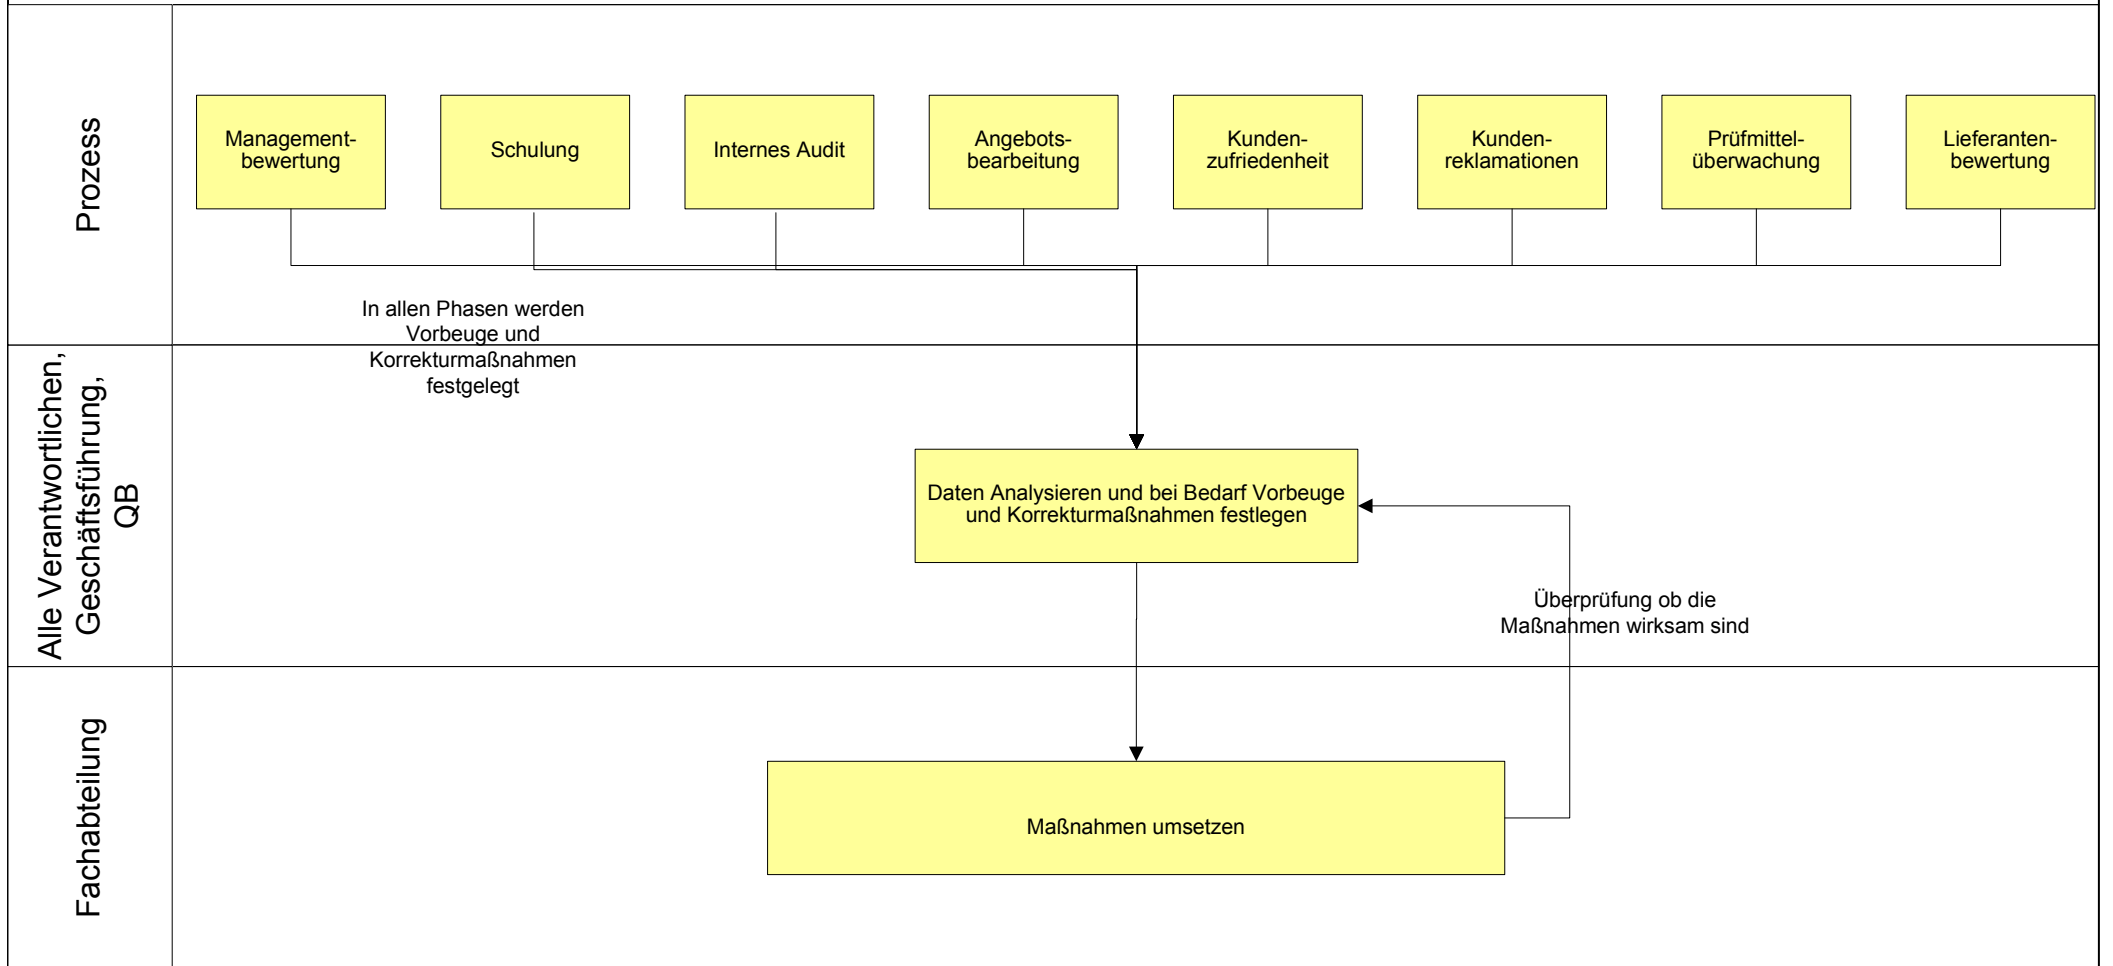 Prozess
Management-
bewertung
Schulung
Internes Audit
Angebots-
bearbeitung
Kunden-
zufriedenheit
Kunden-
reklamationen
Prüfmittel-
überwachung
Lieferanten-
bewertung
In allen Phasen werden
Vorbeuge und
Korrekturmaßnahmen
festgelegt
Alle Verantwortlichen,
Geschäftsführung,
QB
Daten Analysieren und bei Bedarf Vorbeuge
und Korrekturmaßnahmen festlegen
Überprüfung ob die
Maßnahmen wirksam sind
Fachabteilung
Maßnahmen umsetzen